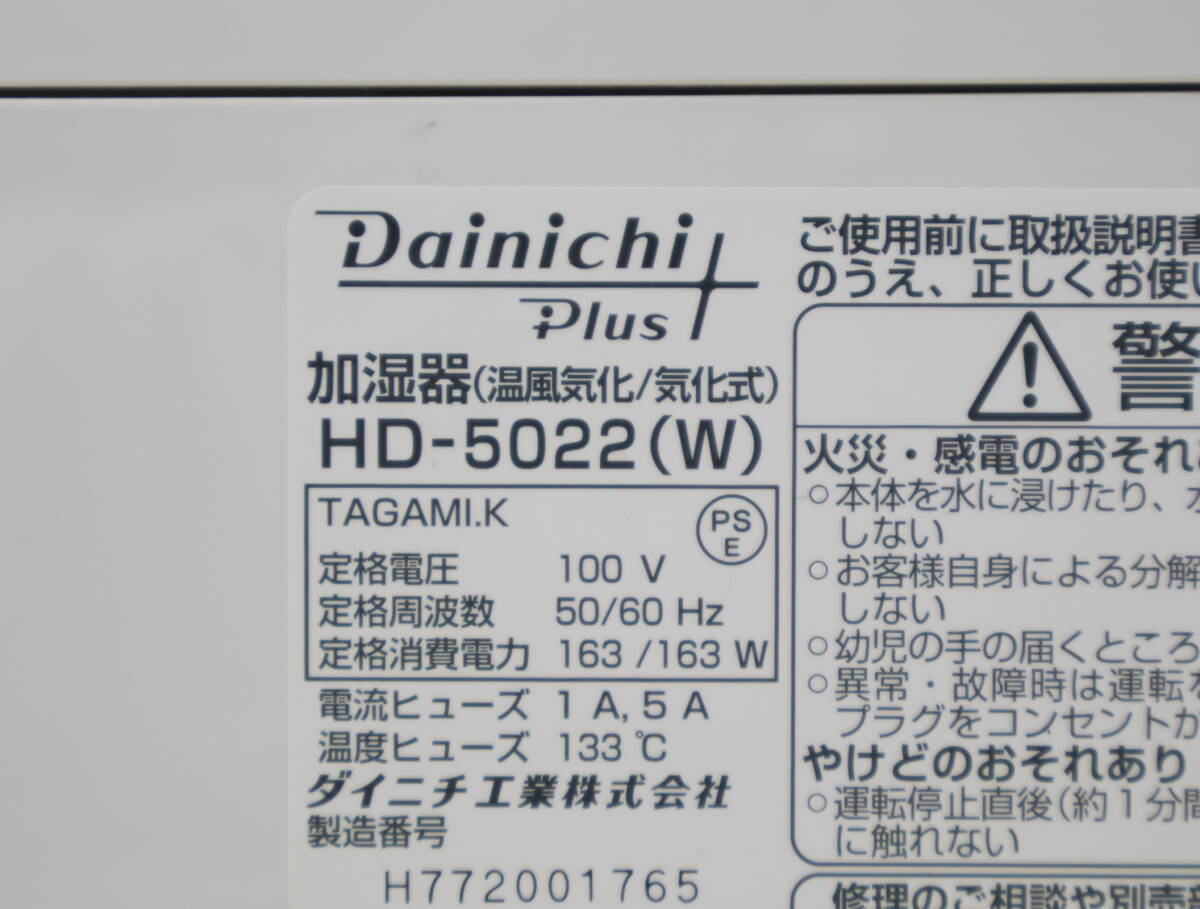 Dainichi
Plus
加湿器(温風気化/気化式)
HD-5022(W)
TAGAMI.K
PS
E
定格電圧 100 V
定格周波数 50/60 Hz
定格消費電力 163 /163 W
電流ヒューズ 1 A, 5 A
温度ヒューズ 133 ℃
ダイニチ工業株式会社
製造番号
H772001765
ご使用前に取扱説明書
のうえ、正しくお使い
警
火災・感電のおそれあ
○本体を水に浸けたり、水
しない
○お客様自身による分解
しない
○幼児の手の届くところ
○異常・故障時は運転を
プラグをコンセントか
やけどのおそれあり
○運転停止直後(約1分間
に触れない
修理のご相談や別売部